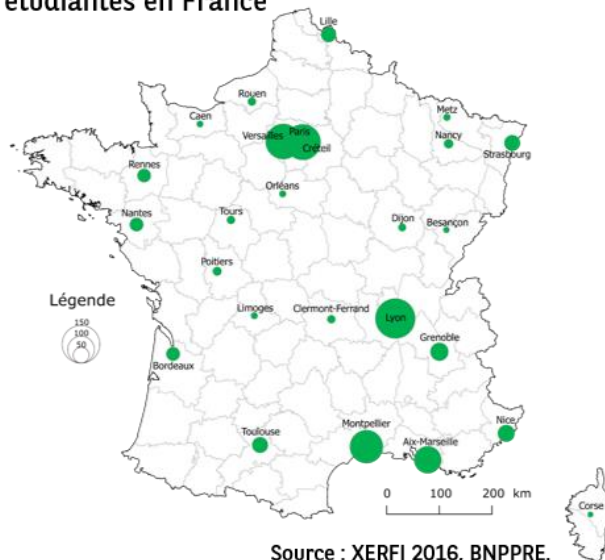 étudiantes en France
Lille
Rouen
Caen
Metz
Versailles
Paris
Créteil
Nancy
Strasbourg
Rennes
Orléans
Nantes
Tours
Dijon
Besançon
Poitiers
Légende
150
100
50
Limoges
Clermont-Ferrand
Lyon
Grenoble
Bordeaux
Toulouse
Montpellier
Aix-Marseille
Nice
0 100 200 km
Corse
Source : XERFI 2016, BNPPRE.